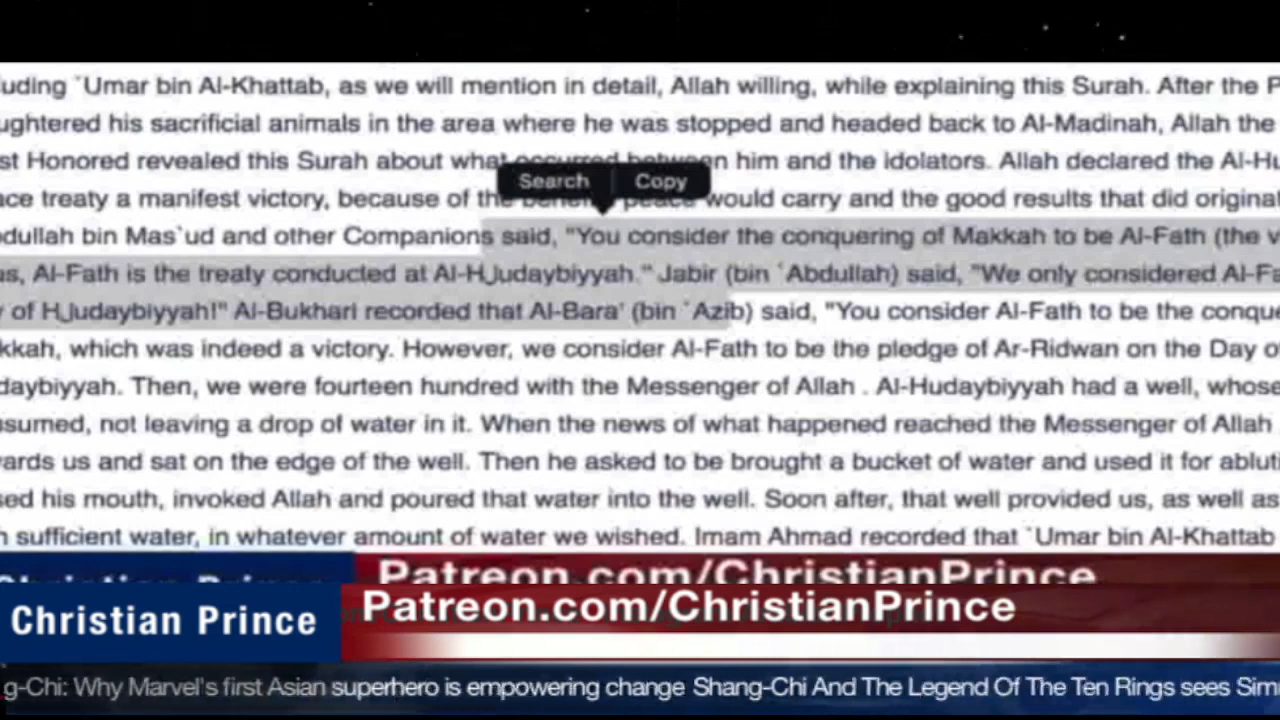 uding `Umar bin Al-Khattab, as we will mention in detail, Allah willing, while explaining this Surah. After the P
ughtered his sacrificial animals in the area where he was stopped and headed back to Al-Madinah, Allah the
st Honored revealed this Surah about what occurred between him and the idolators. Allah declared the Al-Hu
ce treaty a manifest victory, because of the benefits peace would carry and the good results that did originat
Search Copy
dullah bin Mas`ud and other Companions said, "You consider the conquering of Makkah to be Al-Fath (the v
s, Al-Fath is the treaty conducted at Al-HJudaybiyyah." Jabir (bin `Abdullah) said, "We only considered Al-Fa
of HJudaybiyyah!" Al-Bukhari recorded that Al-Bara' (bin `Azib) said, "You consider Al-Fath to be the conque
kkah, which was indeed a victory. However, we consider Al-Fath to be the pledge of Ar-Ridwan on the Day o
daybiyyah. Then, we were fourteen hundred with the Messenger of Allah . Al-Hudaybiyyah had a well, whose
sumed, not leaving a drop of water in it. When the news of what happened reached the Messenger of Allah
ards us and sat on the edge of the well. Then he asked to be brought a bucket of water and used it for abluti
sed his mouth, invoked Allah and poured that water into the well. Soon after, that well provided us, as well as
sufficient water, in whatever amount of water we wished. Imam Ahmad recorded that `Umar bin Al-Khattab
Christian Prince Patreon.com/ChristianPrince
Christian Prince Patreon.com/ChristianPrince
g-Chi: Why Marvel's first Asian superhero is empowering change Shang-Chi And The Legend Of The Ten Rings sees Sim